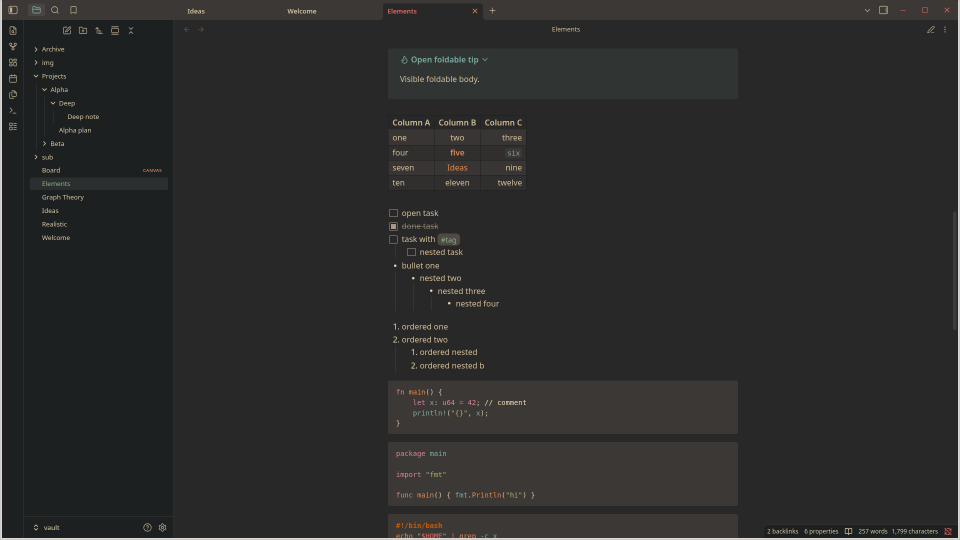 Ideas
Welcome
Elements
Elements
Archive
img
Projects
Alpha
Deep
Deep note
Alpha plan
Beta
sub
Board CANVAS
Elements
Graph Theory
Ideas
Realistic
Welcome
vault
Open foldable tip
Visible foldable body.
Column A Column B Column C
one two three
four five six
seven Ideas nine
ten eleven twelve
open task
done task
task with #tag
nested task
• bullet one
• nested two
• nested three
• nested four
1. ordered one
2. ordered two
1. ordered nested
2. ordered nested b
fn main() {
let x: u64 = 42; // comment
println!("{}", x);
}
package main
import "fmt"
func main() { fmt.Println("hi") }
#!/bin/bash
echo "$HOME" | grep -c x
2 backlinks 6 properties 257 words 1,799 characters